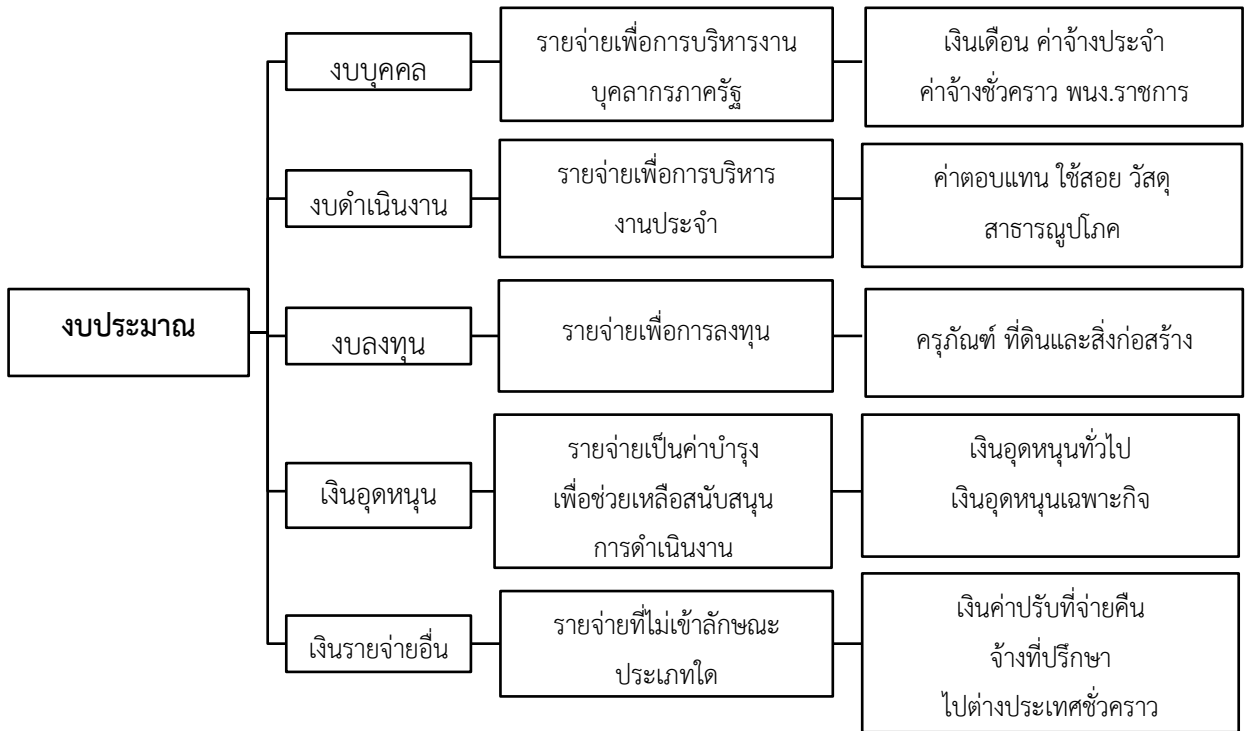 งบประมาณ
งบบุคคล
รายจ่ายเพื่อการบริหารงาน
บุคลากรภาครัฐ
เงินเดือน ค่าจ้างประจำ
ค่าจ้างชั่วคราว พนง.ราชการ
งบดำเนินงาน
รายจ่ายเพื่อการบริหาร
งานประจำ
ค่าตอบแทน ใช้สอย วัสดุ
สาธารณูปโภค
งบลงทุน
รายจ่ายเพื่อการลงทุน
ครุภัณฑ์ ที่ดินและสิ่งก่อสร้าง
เงินอุดหนุน
รายจ่ายเป็นค่าบำรุง
เพื่อช่วยเหลือสนับสนุน
การดำเนินงาน
เงินอุดหนุนทั่วไป
เงินอุดหนุนเฉพาะกิจ
เงินรายจ่ายอื่น
รายจ่ายที่ไม่เข้าลักษณะ
ประเภทใด
เงินค่าปรับที่จ่ายคืน
จ้างที่ปรึกษา
ไปต่างประเทศชั่วคราว